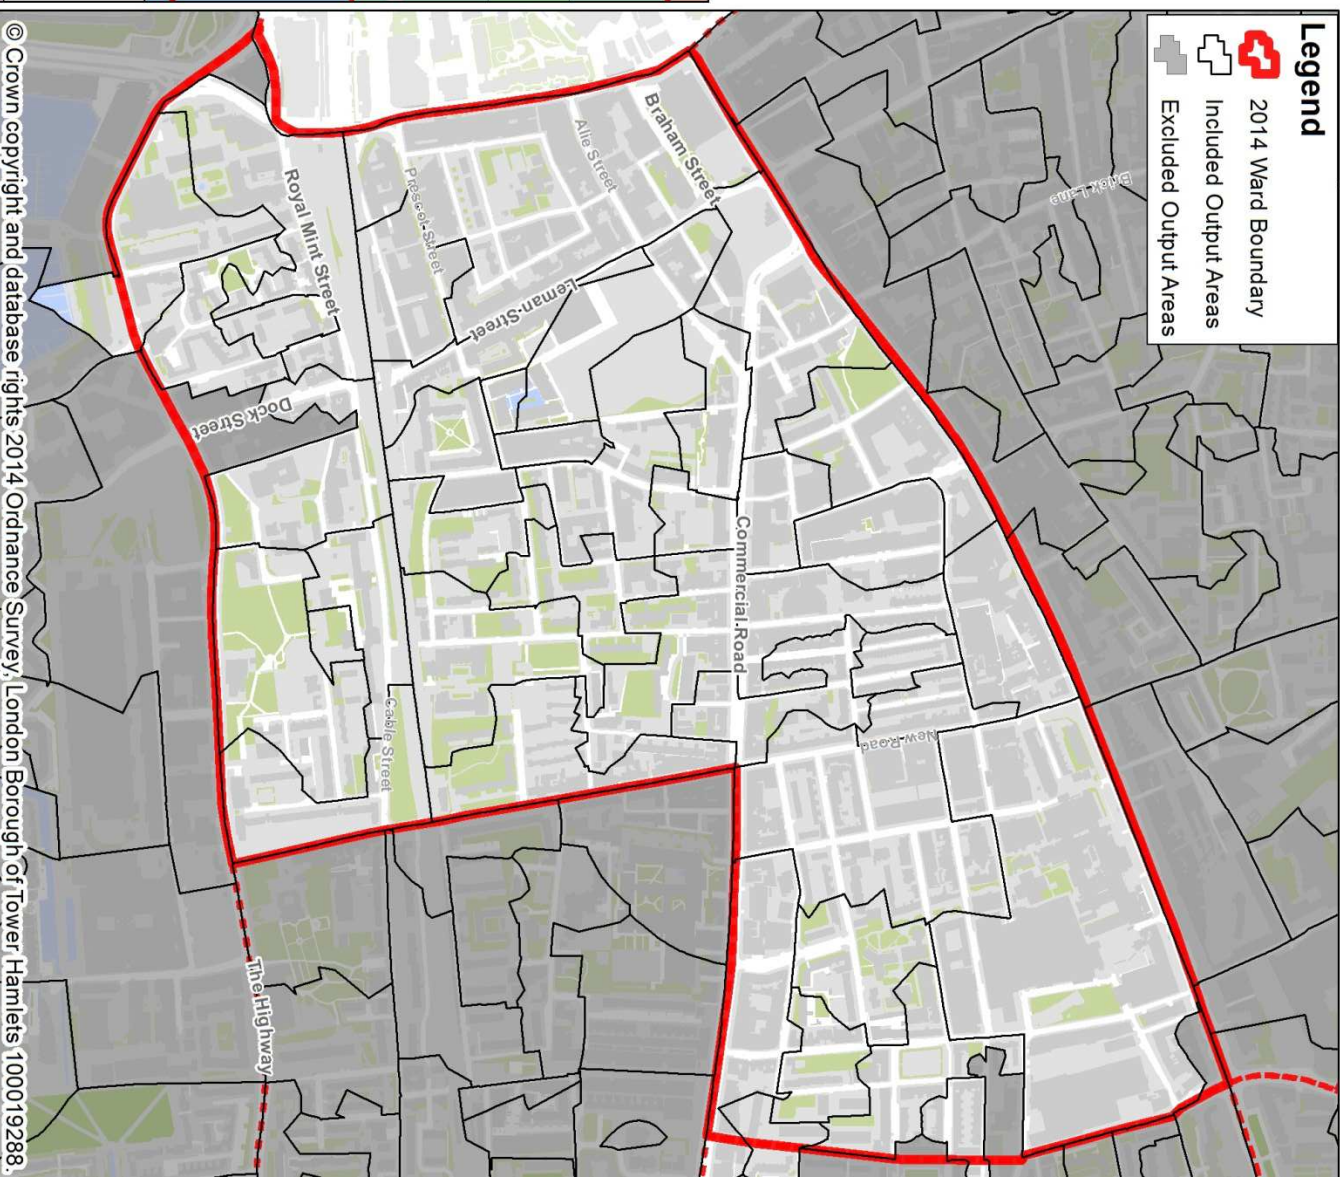 Legend
2014 Ward Boundary
Included Output Areas
Excluded Output Areas
Brick Lane
Braham Street
Alie Street
Prescot Street
Royal Mint Street
Leman Street
Dock Street
Commercial Road
New Road
Cable Street
The Highway
© Crown copyright and database rights 2014 Ordnance Survey, London Borough of Tower Hamlets 100019288.